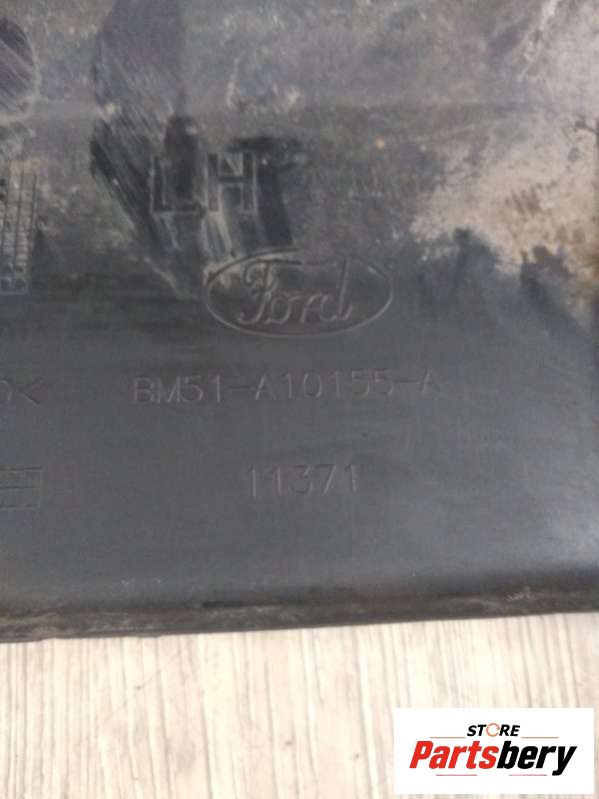 LH
Ford
BM51-A10155-A
11371
STORE
Partsbery